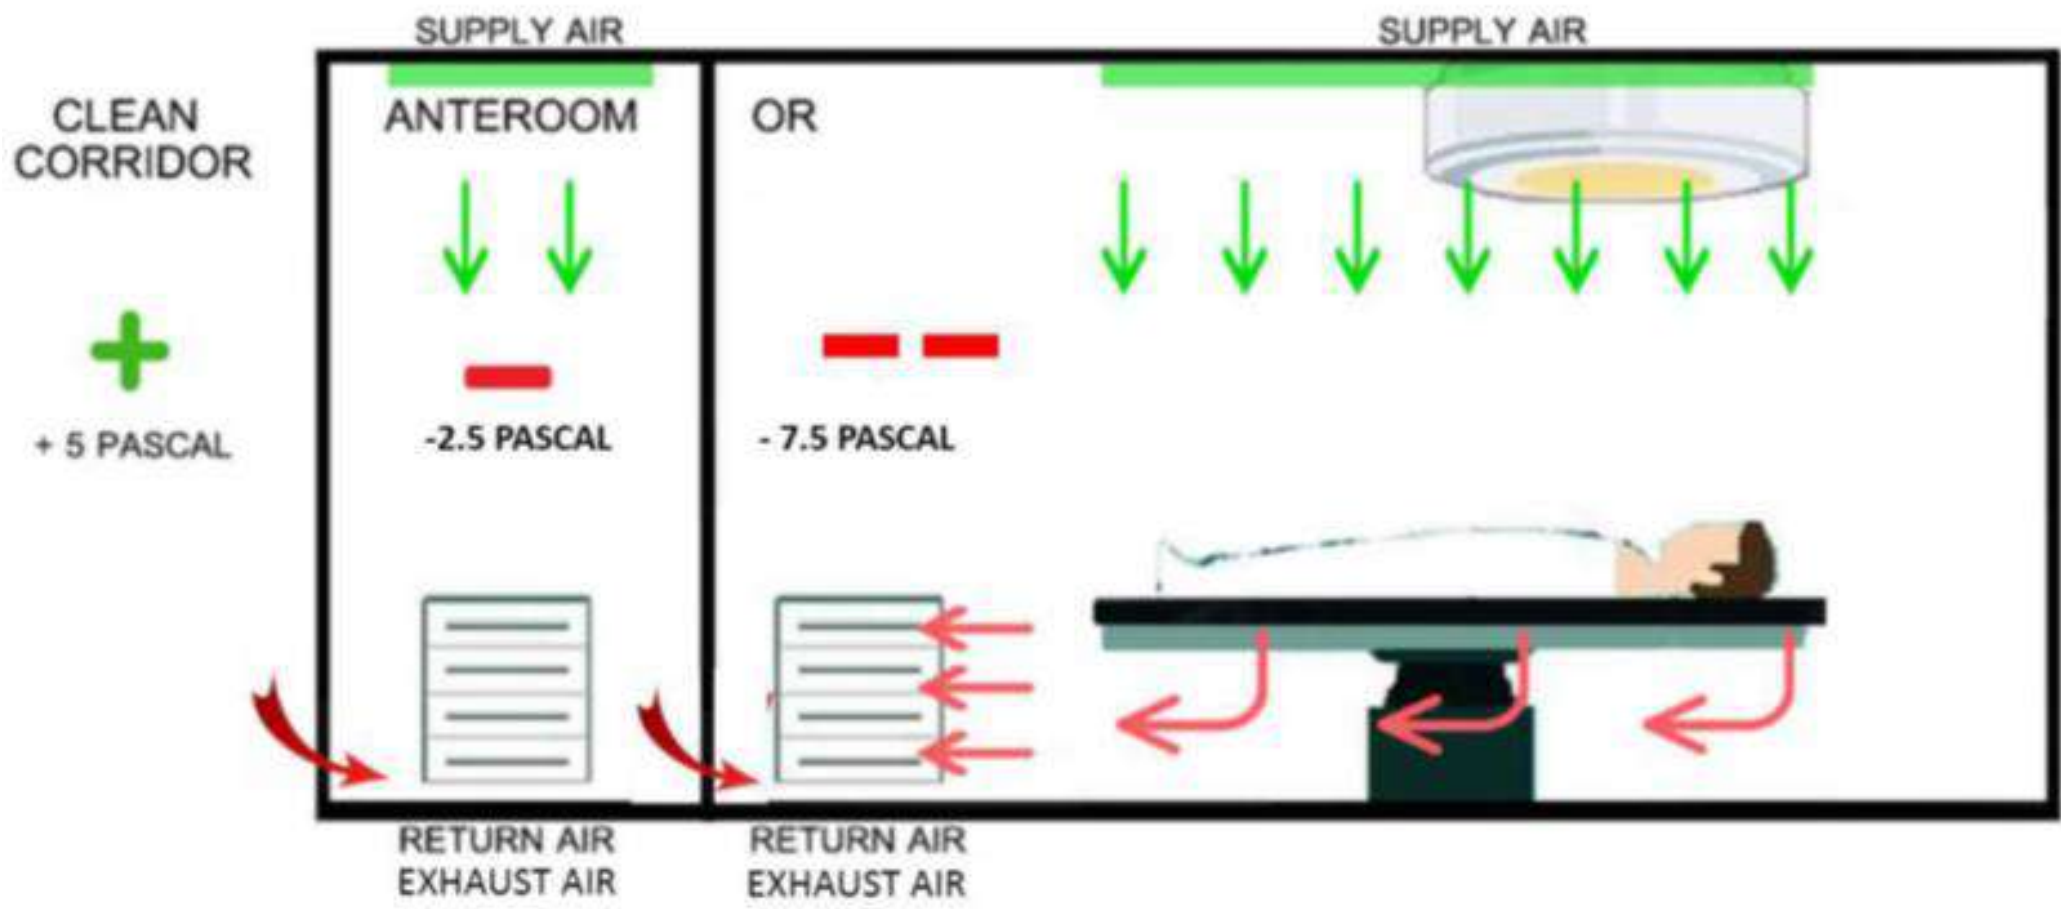 SUPPLY AIR
SUPPLY AIR
CLEAN
CORRIDOR
ANTEROOM
OR
+ 5 PASCAL
-2.5 PASCAL
- 7.5 PASCAL
RETURN AIR
EXHAUST AIR
RETURN AIR
EXHAUST AIR